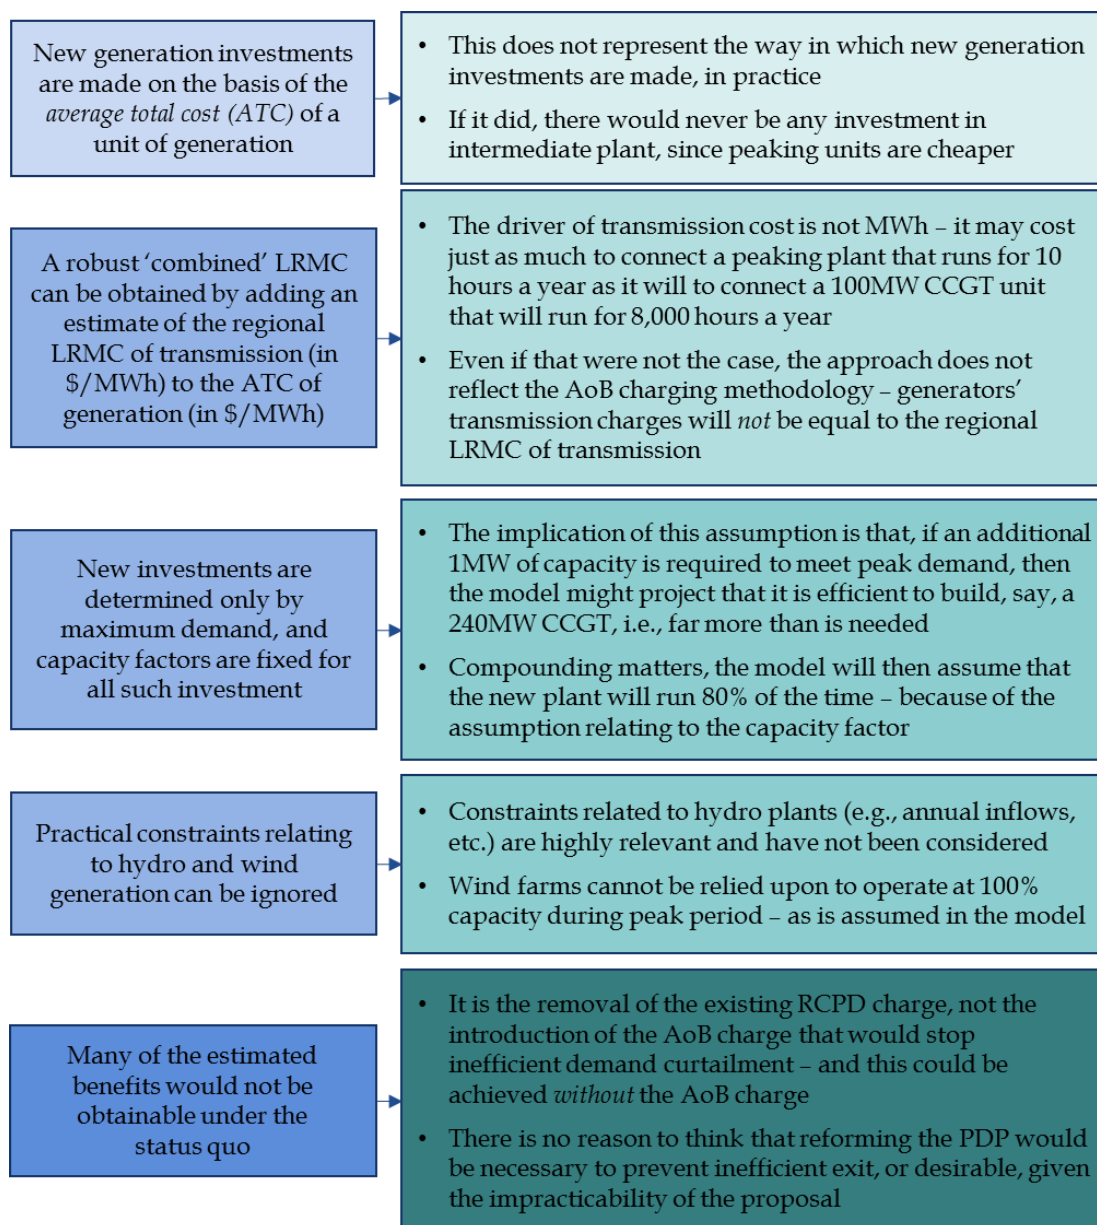 New generation investments
are made on the basis of the
average total cost (ATC) of a
unit of generation
• This does not represent the way in which new generation
investments are made, in practice
• If it did, there would never be any investment in
intermediate plant, since peaking units are cheaper
A robust ‘combined’ LRMC
can be obtained by adding an
estimate of the regional
LRMC of transmission (in
$/MWh) to the ATC of
generation (in $/MWh)
• The driver of transmission cost is not MWh – it may cost
just as much to connect a peaking plant that runs for 10
hours a year as it will to connect a 100MW CCGT unit
that will run for 8,000 hours a year
• Even if that were not the case, the approach does not
reflect the AoB charging methodology – generators’
transmission charges will not be equal to the regional
LRMC of transmission
New investments are
determined only by
maximum demand, and
capacity factors are fixed for
all such investment
• The implication of this assumption is that, if an additional
1MW of capacity is required to meet peak demand, then
the model might project that it is efficient to build, say, a
240MW CCGT, i.e., far more than is needed
• Compounding matters, the model will then assume that
the new plant will run 80% of the time – because of the
assumption relating to the capacity factor
Practical constraints relating
to hydro and wind
generation can be ignored
• Constraints related to hydro plants (e.g., annual inflows,
etc.) are highly relevant and have not been considered
• Wind farms cannot be relied upon to operate at 100%
capacity during peak period – as is assumed in the model
Many of the estimated
benefits would not be
obtainable under the
status quo
• It is the removal of the existing RCPD charge, not the
introduction of the AoB charge that would stop
inefficient demand curtailment – and this could be
achieved without the AoB charge
• There is no reason to think that reforming the PDP would
be necessary to prevent inefficient exit, or desirable, given
the impracticability of the proposal